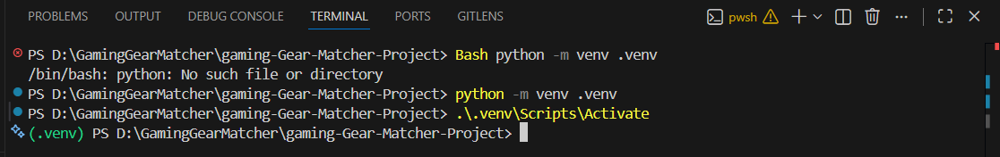 PROBLEMS OUTPUT DEBUG CONSOLE TERMINAL PORTS GITLENS pwsh
PS D:\GamingGearMatcher\gaming-Gear-Matcher-Project> Bash python -m venv .venv
/bin/bash: python: No such file or directory
PS D:\GamingGearMatcher\gaming-Gear-Matcher-Project> python -m venv .venv
PS D:\GamingGearMatcher\gaming-Gear-Matcher-Project> .\.venv\Scripts\Activate
(.venv) PS D:\GamingGearMatcher\gaming-Gear-Matcher-Project>